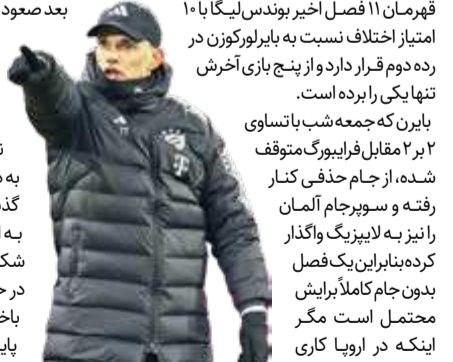 قهرمان ۱۱ فصل اخیر بوندس‌لیگا با ۱۰
امتیاز اختلاف نسبت به بایرلورکوزن در
رده دوم قرار دارد و از پنج بازی آخرش
تنها یکی را برده است.
بایرن که جمعه شب با تساوی
۲ بر ۲ مقابل فرایبورگ متوقف
شده، از جام حذفی کنار
رفته و سوپرجام آلمان
را نیز به لایپزیگ واگذار
کرده بنابراین یک فصل
بدون جام کاملاً برایش
محتمل است مگر
اینکه در اروپا کاری
بعد صعود
به
شک
در
T